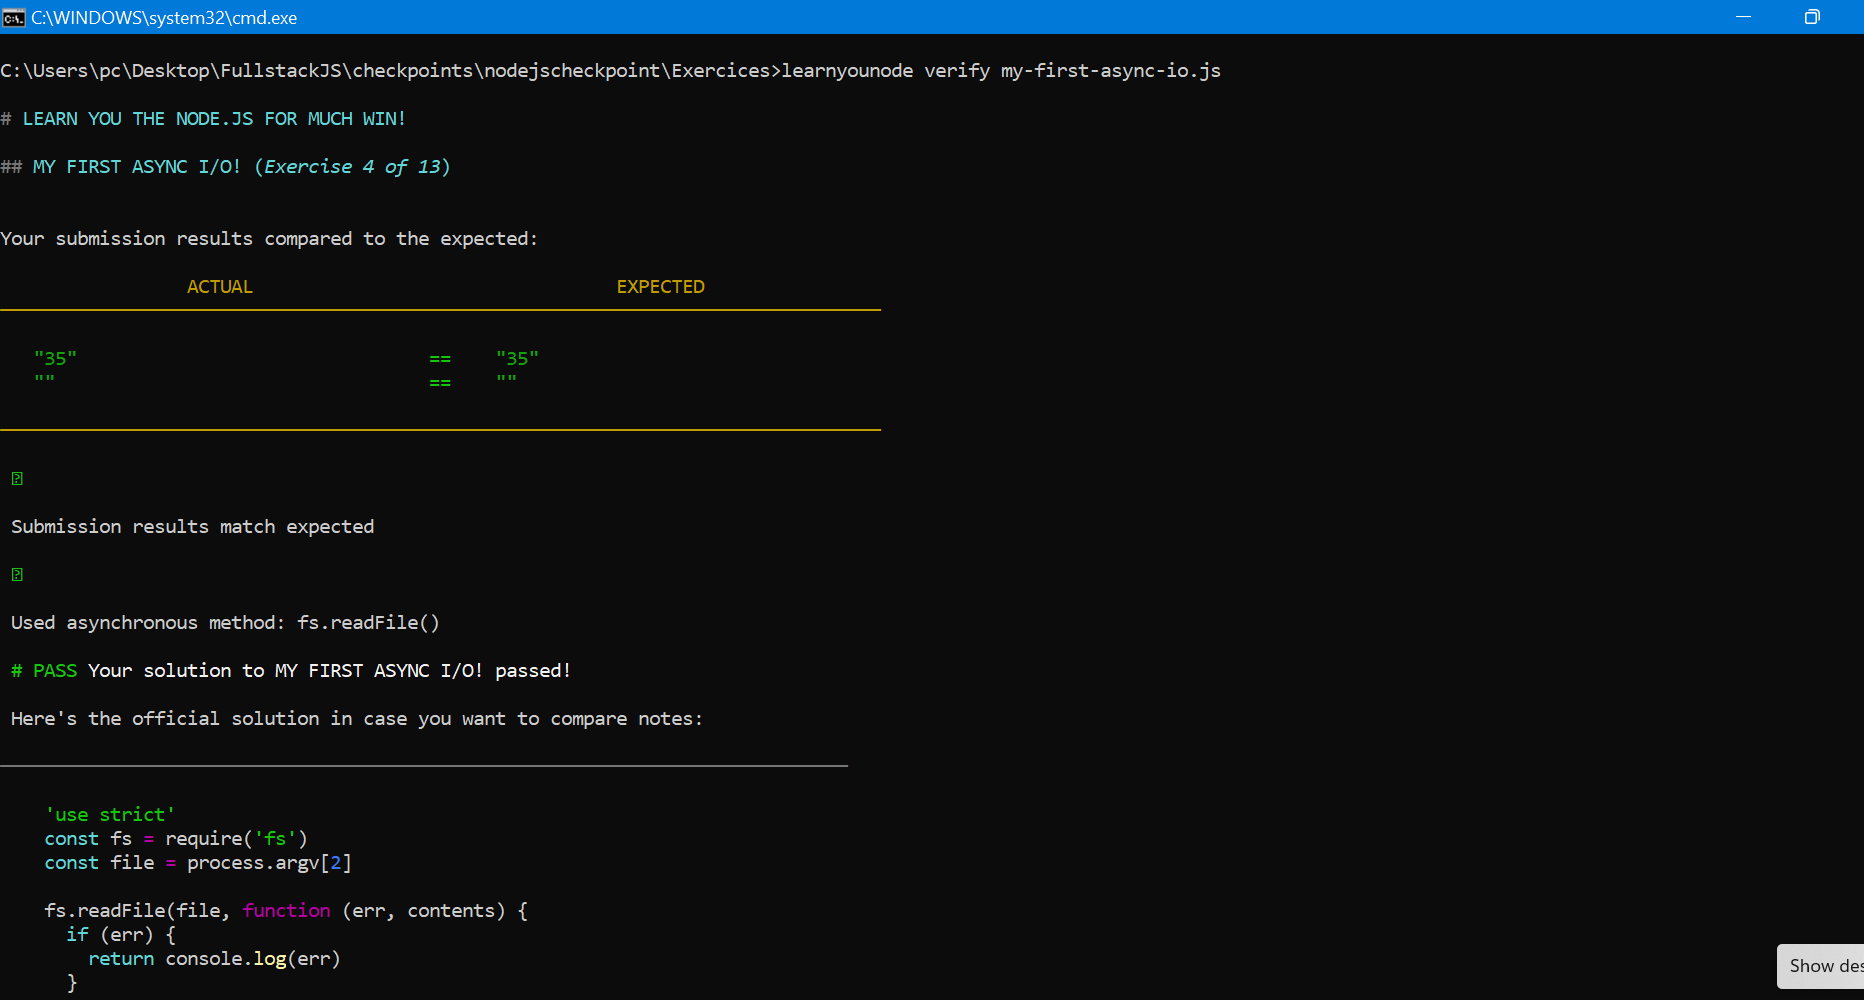 C:\WINDOWS\system32\cmd.exe
C:\Users\pc\Desktop\FullstackJS\checkpoints\nodejscheckpoint\Exercices>learnyounode verify my-first-async-io.js
# LEARN YOU THE NODE.JS FOR MUCH WIN!
## MY FIRST ASYNC I/O! (Exercise 4 of 13)
Your submission results compared to the expected:
ACTUAL EXPECTED
"35" == "35"
"" == ""
Submission results match expected
Used asynchronous method: fs.readFile()
# PASS Your solution to MY FIRST ASYNC I/O! passed!
Here's the official solution in case you want to compare notes:
'use strict'
const fs = require('fs')
const file = process.argv[2]
fs.readFile(file, function (err, contents) {
if (err) {
return console.log(err)
}
Show des